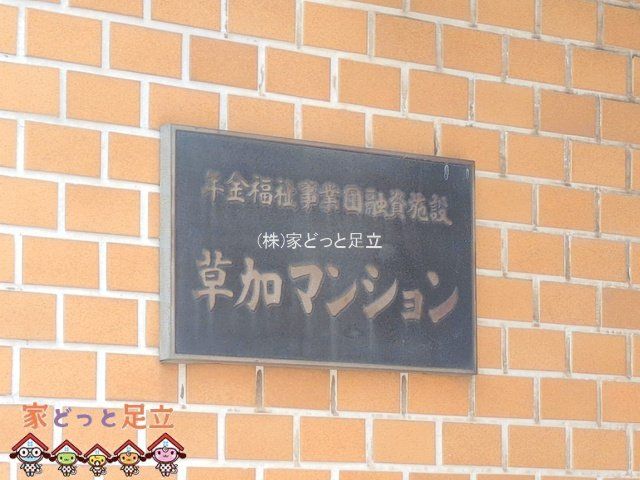 年金福祉事業団融資施設
(株)家どっと足立
草加マンション
家どっと足立